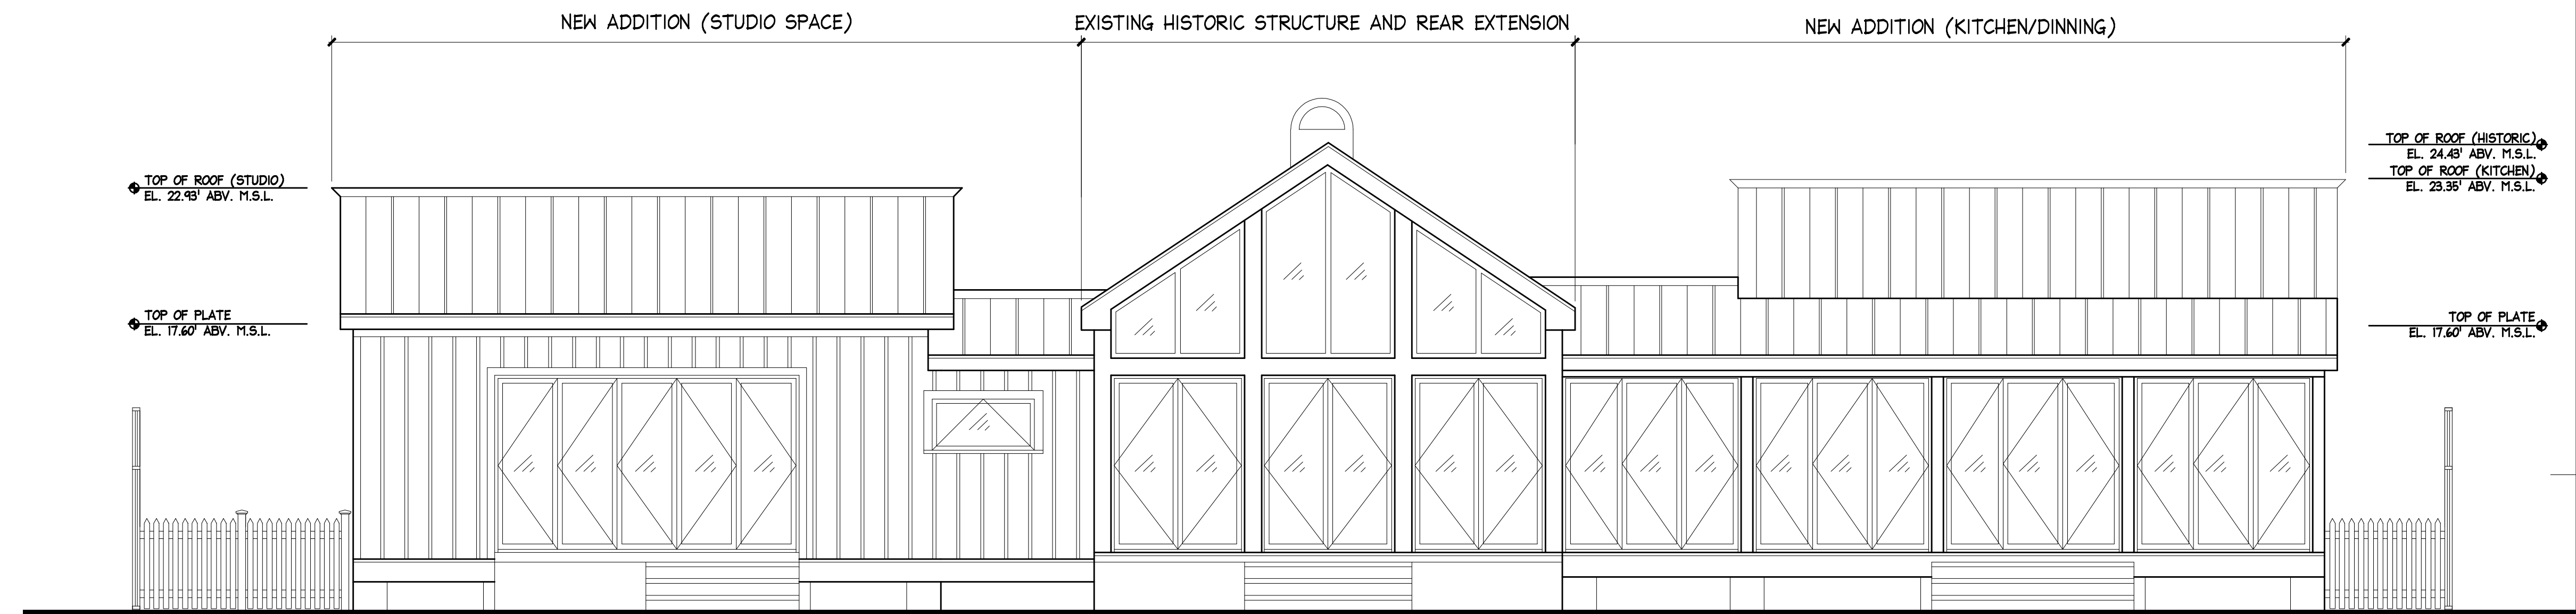 NEW ADDITION (STUDIO SPACE)
EXISTING HISTORIC STRUCTURE AND REAR EXTENSION
NEW ADDITION (KITCHEN/DINNING)
TOP OF ROOF (STUDIO)
EL. 22.93' ABV. M.S.L.
TOP OF PLATE
EL. 17.60' ABV. M.S.L.
TOP OF ROOF (HISTORIC)
EL. 24.43' ABV. M.S.L.
TOP OF ROOF (KITCHEN)
EL. 23.35' ABV. M.S.L.
TOP OF PLATE
EL. 17.60' ABV. M.S.L.